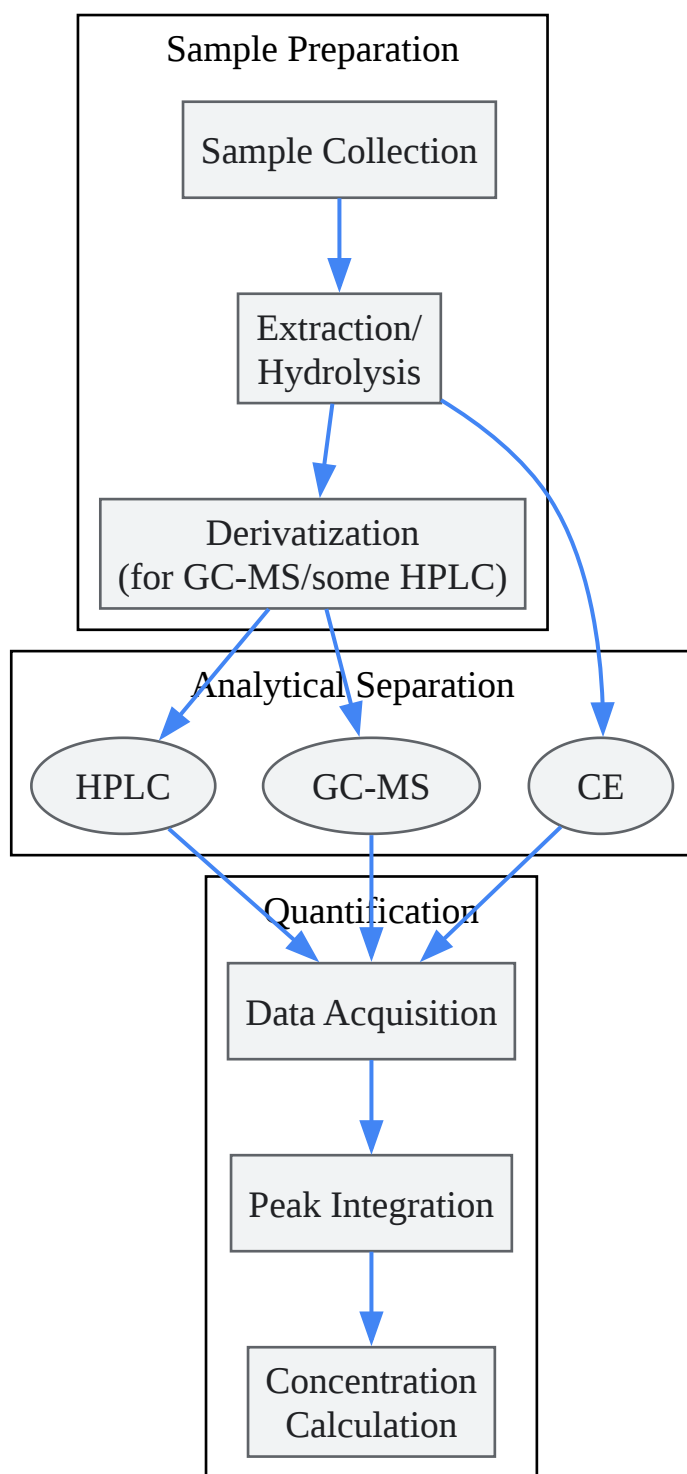 Sample Preparation
Sample Collection
Extraction/
Hydrolysis
Derivatization
(for GC-MS/some HPLC)
Analytical Separation
HPLC
GC-MS
CE
Quantification
Data Acquisition
Peak Integration
Concentration
Calculation